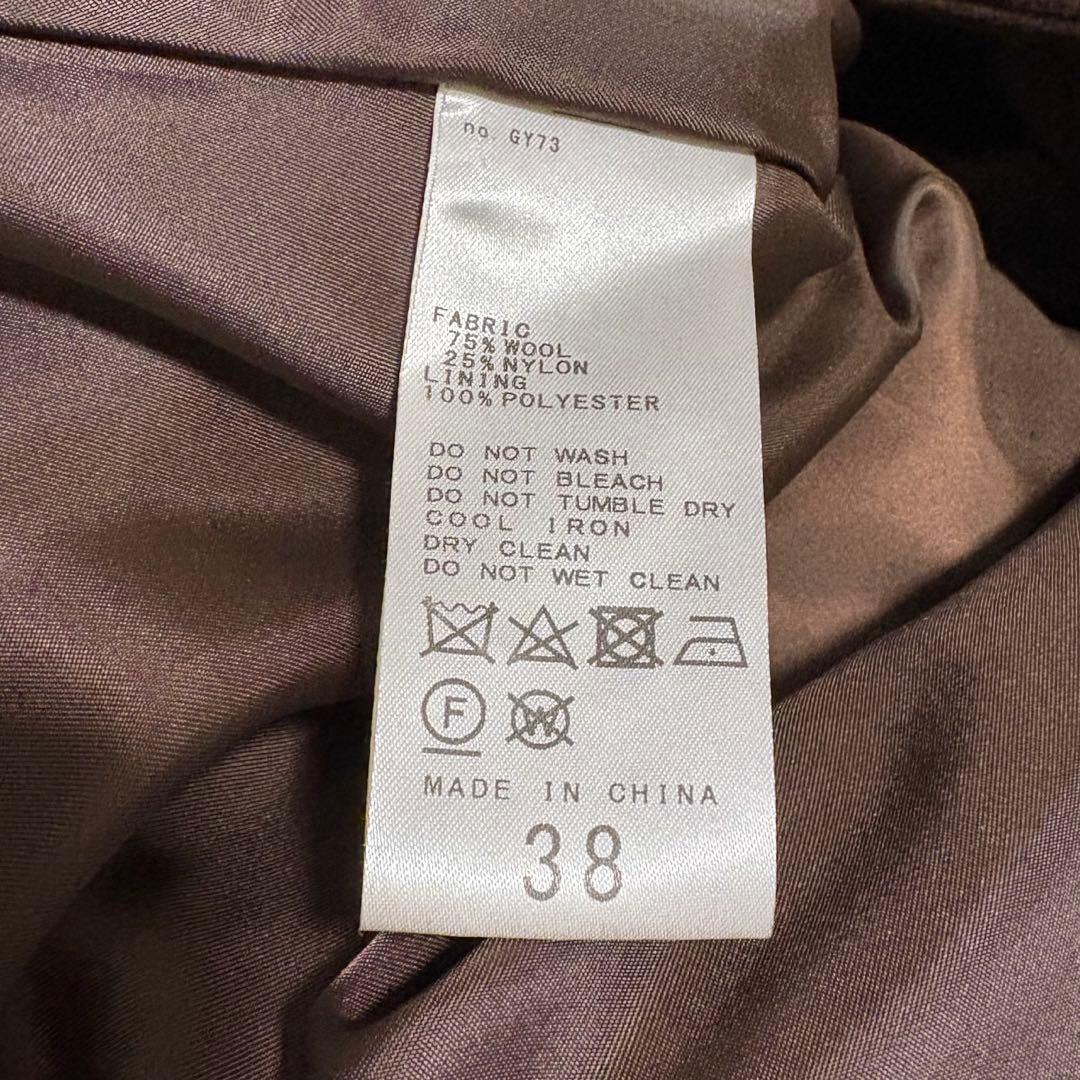 no. GY73
FABRIC
75% WOOL
25% NYLON
LINING
100% POLYESTER
DO NOT WASH
DO NOT BLEACH
DO NOT TUMBLE DRY
COOL IRON
DRY CLEAN
DO NOT WET CLEAN
F W
MADE IN CHINA
38